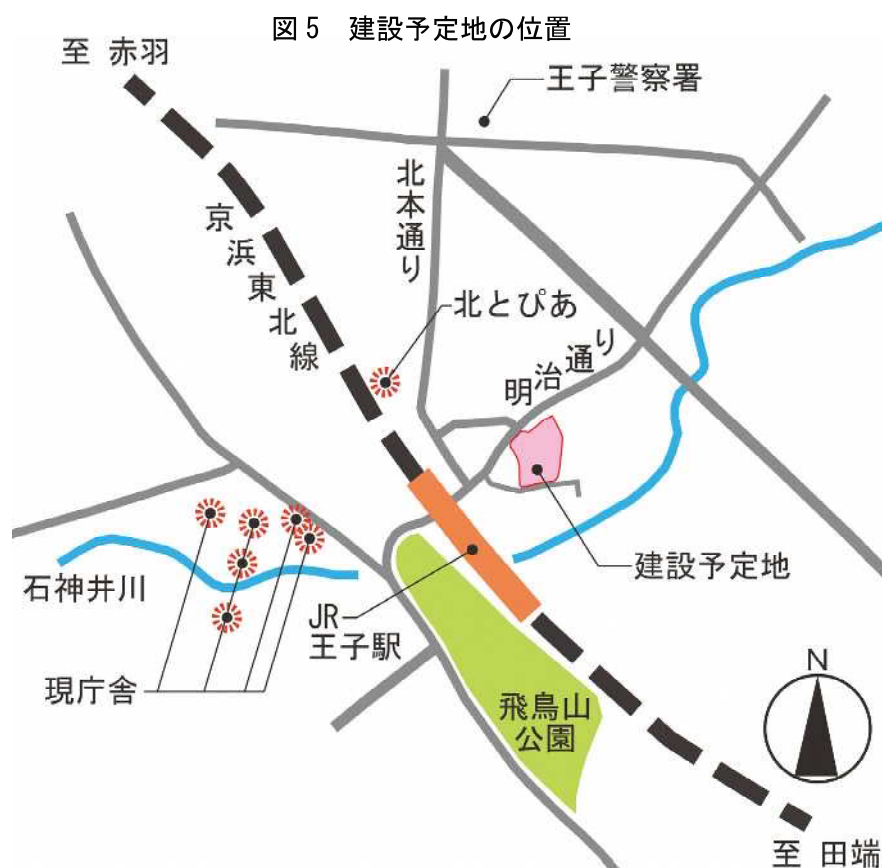 図5 建設予定地の位置
至 赤羽
王子警察署
北本通り
京浜東北線
北とぴあ
明治通り
建設予定地
石神井川
JR
王子駅
現庁舎
飛鳥山
公園
N
至 田端